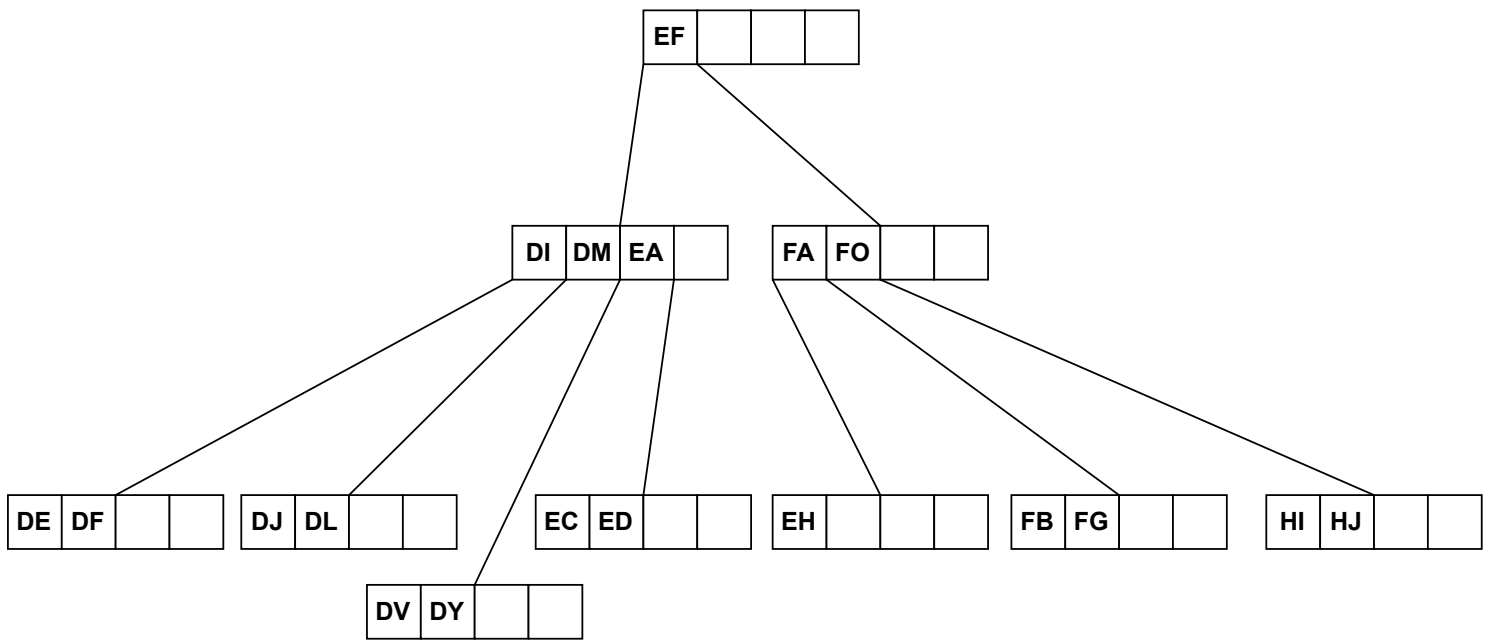 EF
DI DM EA FA FO
DE DF DJ DL EC ED EH FB FG HI HJ
DV DY